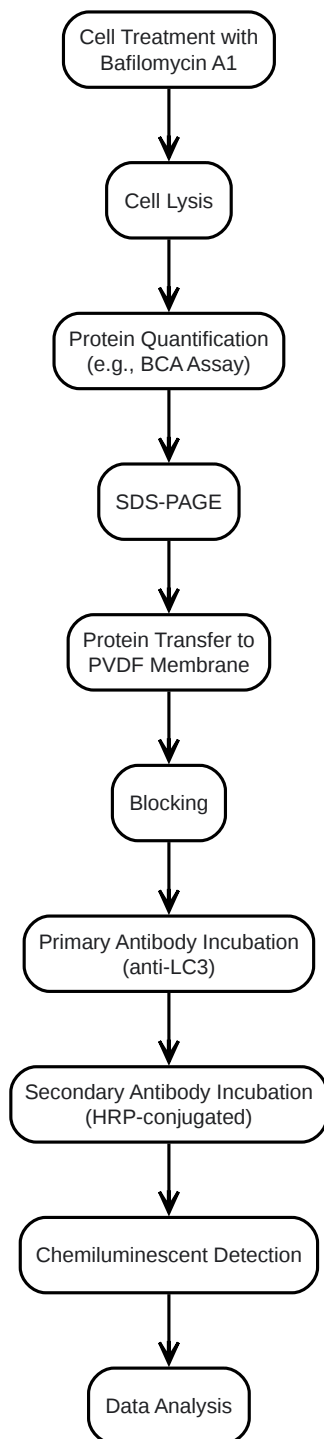 Cell Treatment with
Bafilomycin A1
Cell Lysis
Protein Quantification
(e.g., BCA Assay)
SDS-PAGE
Protein Transfer to
PVDF Membrane
Blocking
Primary Antibody Incubation
(anti-LC3)
Secondary Antibody Incubation
(HRP-conjugated)
Chemiluminescent Detection
Data Analysis